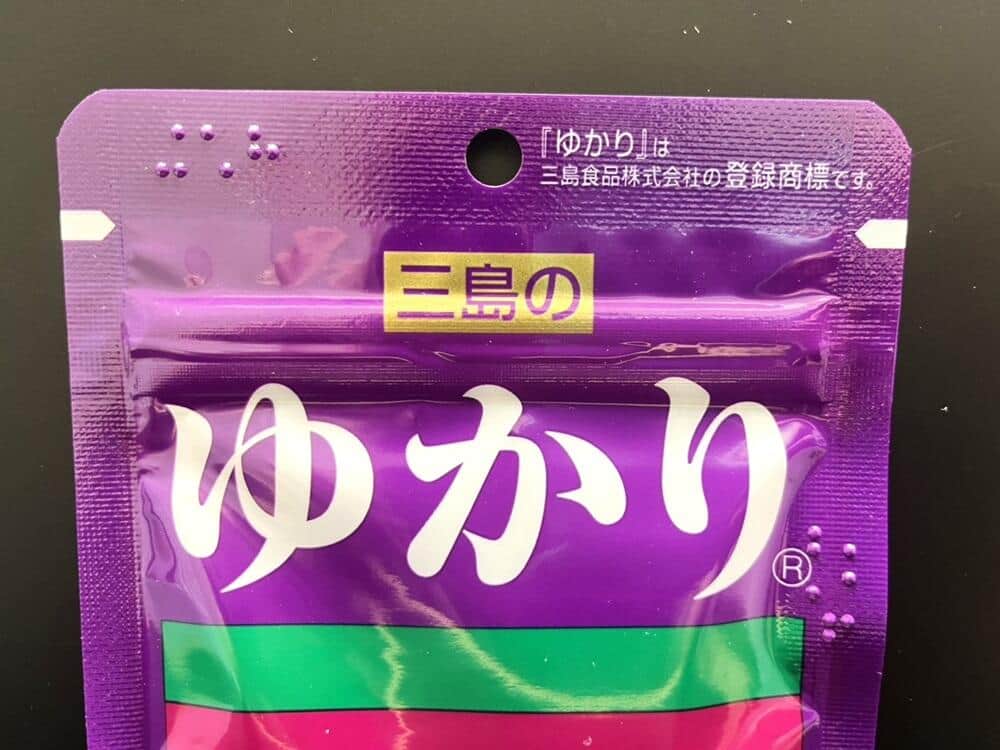 『ゆかり』は
三島食品株式会社の登録商標です。
三島の
ゆかり®